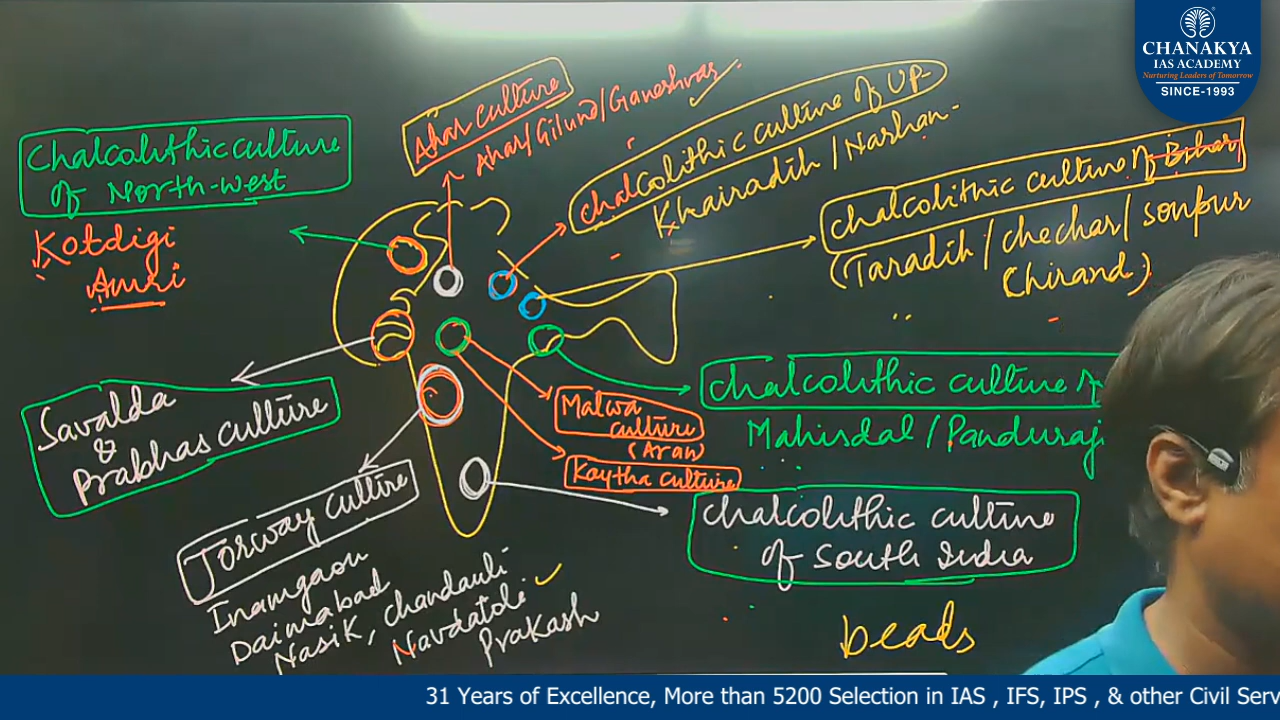 CHANAKYA
IAS ACADEMY
Nurturing Leaders of Tomorrow
SINCE-1993
Ahar culture
Ahar/Gilund/Ganeshvar
Chalcolithic culture
of North-west
Kotdigi
Amri
chalcolithic culture of UP
Khairadih / Narhan
chalcolithic culture of Bihar
(Taradih / chechar / sonpur
Chirand)
Savalda
&
Prabhas culture
chalcolithic culture
Mahisdal / Panduraj
Malwa
culture
(Aran)
Kaytha culture
Jorway culture
Inamgaon
Daimabad
Nasik, Chandauli
Navdatoli
Prakash
chalcolithic culture
of South India
beads
31 Years of Excellence, More than 5200 Selection in IAS , IFS, IPS , & other Civil Serv